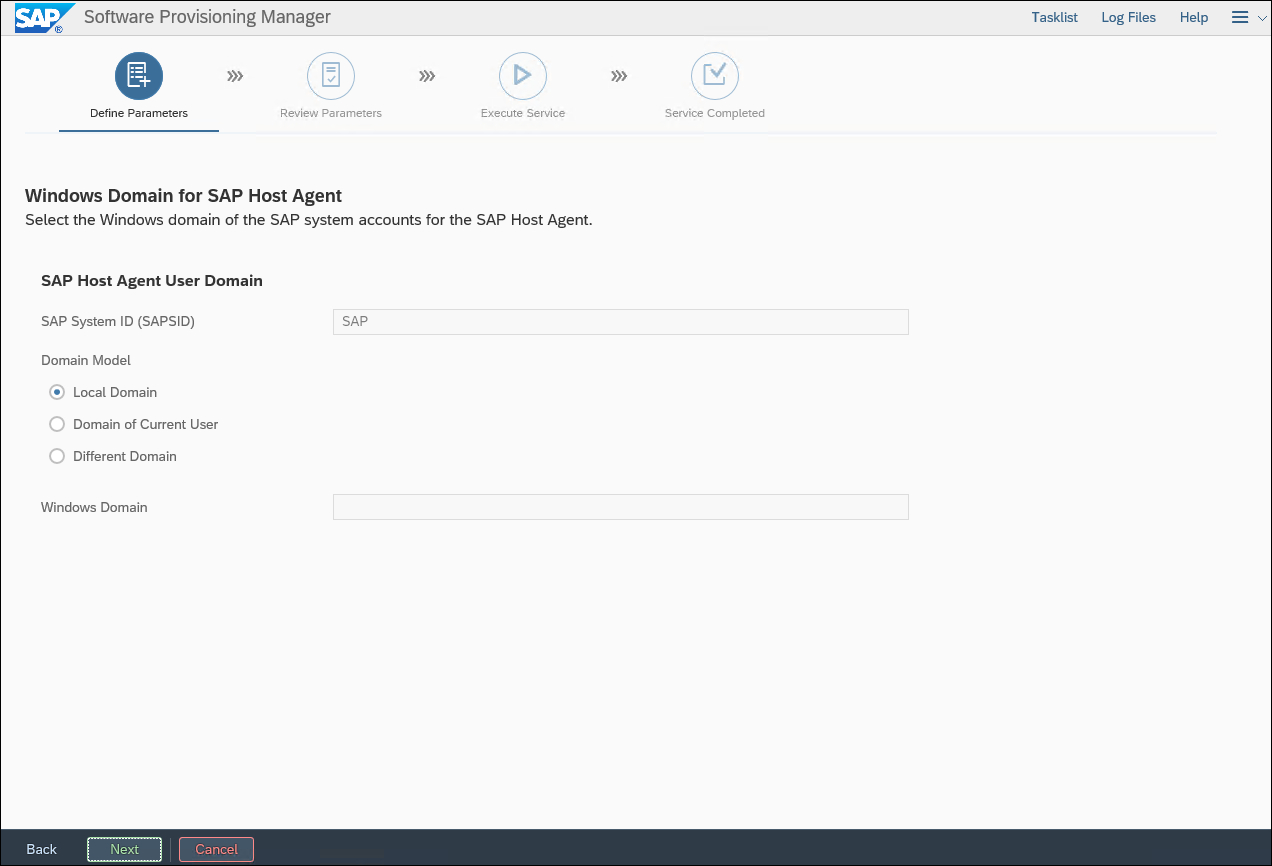 SAP ® Software Provisioning Manager Tasklist Log Files Help
Define Parameters Review Parameters Execute Service Service Completed
Windows Domain for SAP Host Agent
Select the Windows domain of the SAP system accounts for the SAP Host Agent.
SAP Host Agent User Domain
SAP System ID (SAPSID) SAP
Domain Model
Local Domain
Domain of Current User
Different Domain
Windows Domain
Back Next Cancel